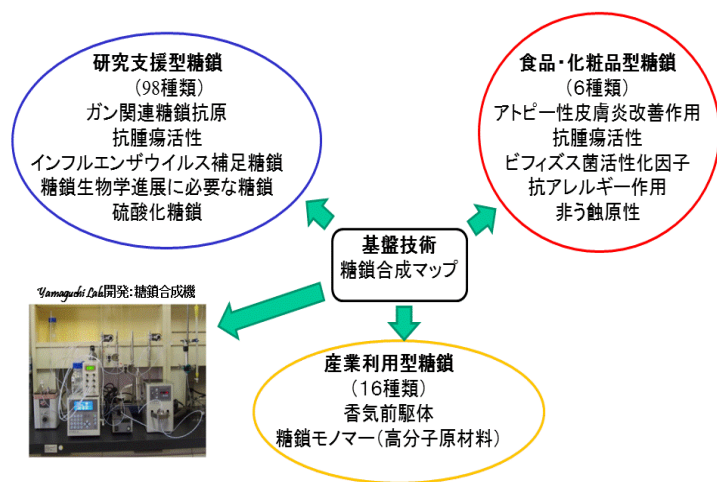 研究支援型糖鎖
(98種類)
ガン関連糖鎖抗原
抗腫瘍活性
インフルエンザウイルス補足糖鎖
糖鎖生物学進展に必要な糖鎖
硫酸化糖鎖
食品・化粧品型糖鎖
(6種類)
アトピー性皮膚炎改善作用
抗腫瘍活性
ビフィズス菌活性化因子
抗アレルギー作用
非う蝕原性
基盤技術
糖鎖合成マップ
Yamaguchi Lab開発:糖鎖合成機
産業利用型糖鎖
(16種類)
香気前駆体
糖鎖モノマー(高分子原材料)